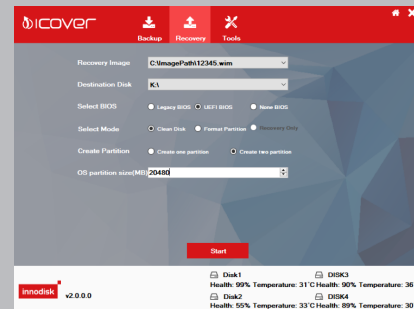 iCOVER
Backup Recovery Tools
Recovery Image C:\ImagePath\12345.wim
Destination Disk K:\
Select BIOS Legacy BIOS UEFI BIOS None BIOS
Select Mode Clean Disk Format Partition Recovery Only
Create Partition Create one partition Create two partition
OS partition size(MB) 20480
Start
Disk1 DISK3
Health: 99% Temperature: 31°C Health: 90% Temperature: 36
innodisk v2.0.0.0
Disk2 DISK4
Health: 55% Temperature: 33°C Health: 89% Temperature: 30